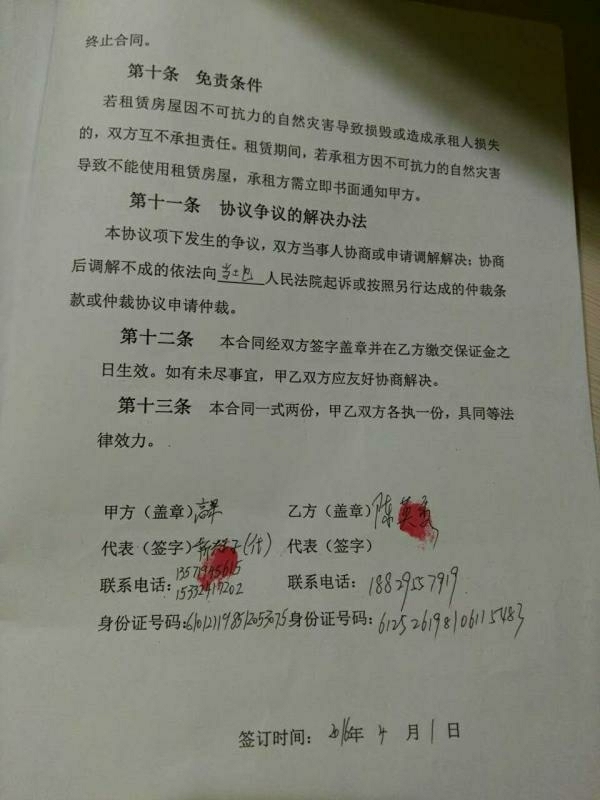 终止合同。
第十条 免责条件
若租赁房屋因不可抗力的自然灾害导致损毁或造成承租人损失
的，双方互不承担责任。租赁期间，若承租方因不可抗力的自然灾害
导致不能使用租赁房屋，承租方需立即书面通知甲方。
第十一条 协议争议的解决办法
本协议项下发生的争议，双方当事人协商或申请调解解决；协商
后调解不成的依法向人民法院起诉或按照另行达成的仲裁条
款或仲裁协议申请仲裁。
第十二条 本合同经双方签字盖章并在乙方缴交保证金之
日生效。如有未尽事宜，甲乙双方应友好协商解决。
第十三条 本合同一式两份，甲乙双方各执一份，具同等法
律效力。
甲方（盖章） 乙方（盖章）陈英
代表（签字）(代) 代表（签字）
联系电话： 联系电话：18829557919
身份证号码: 身份证号码：612526198106115483
签订时间：2016年 4 月 1 日